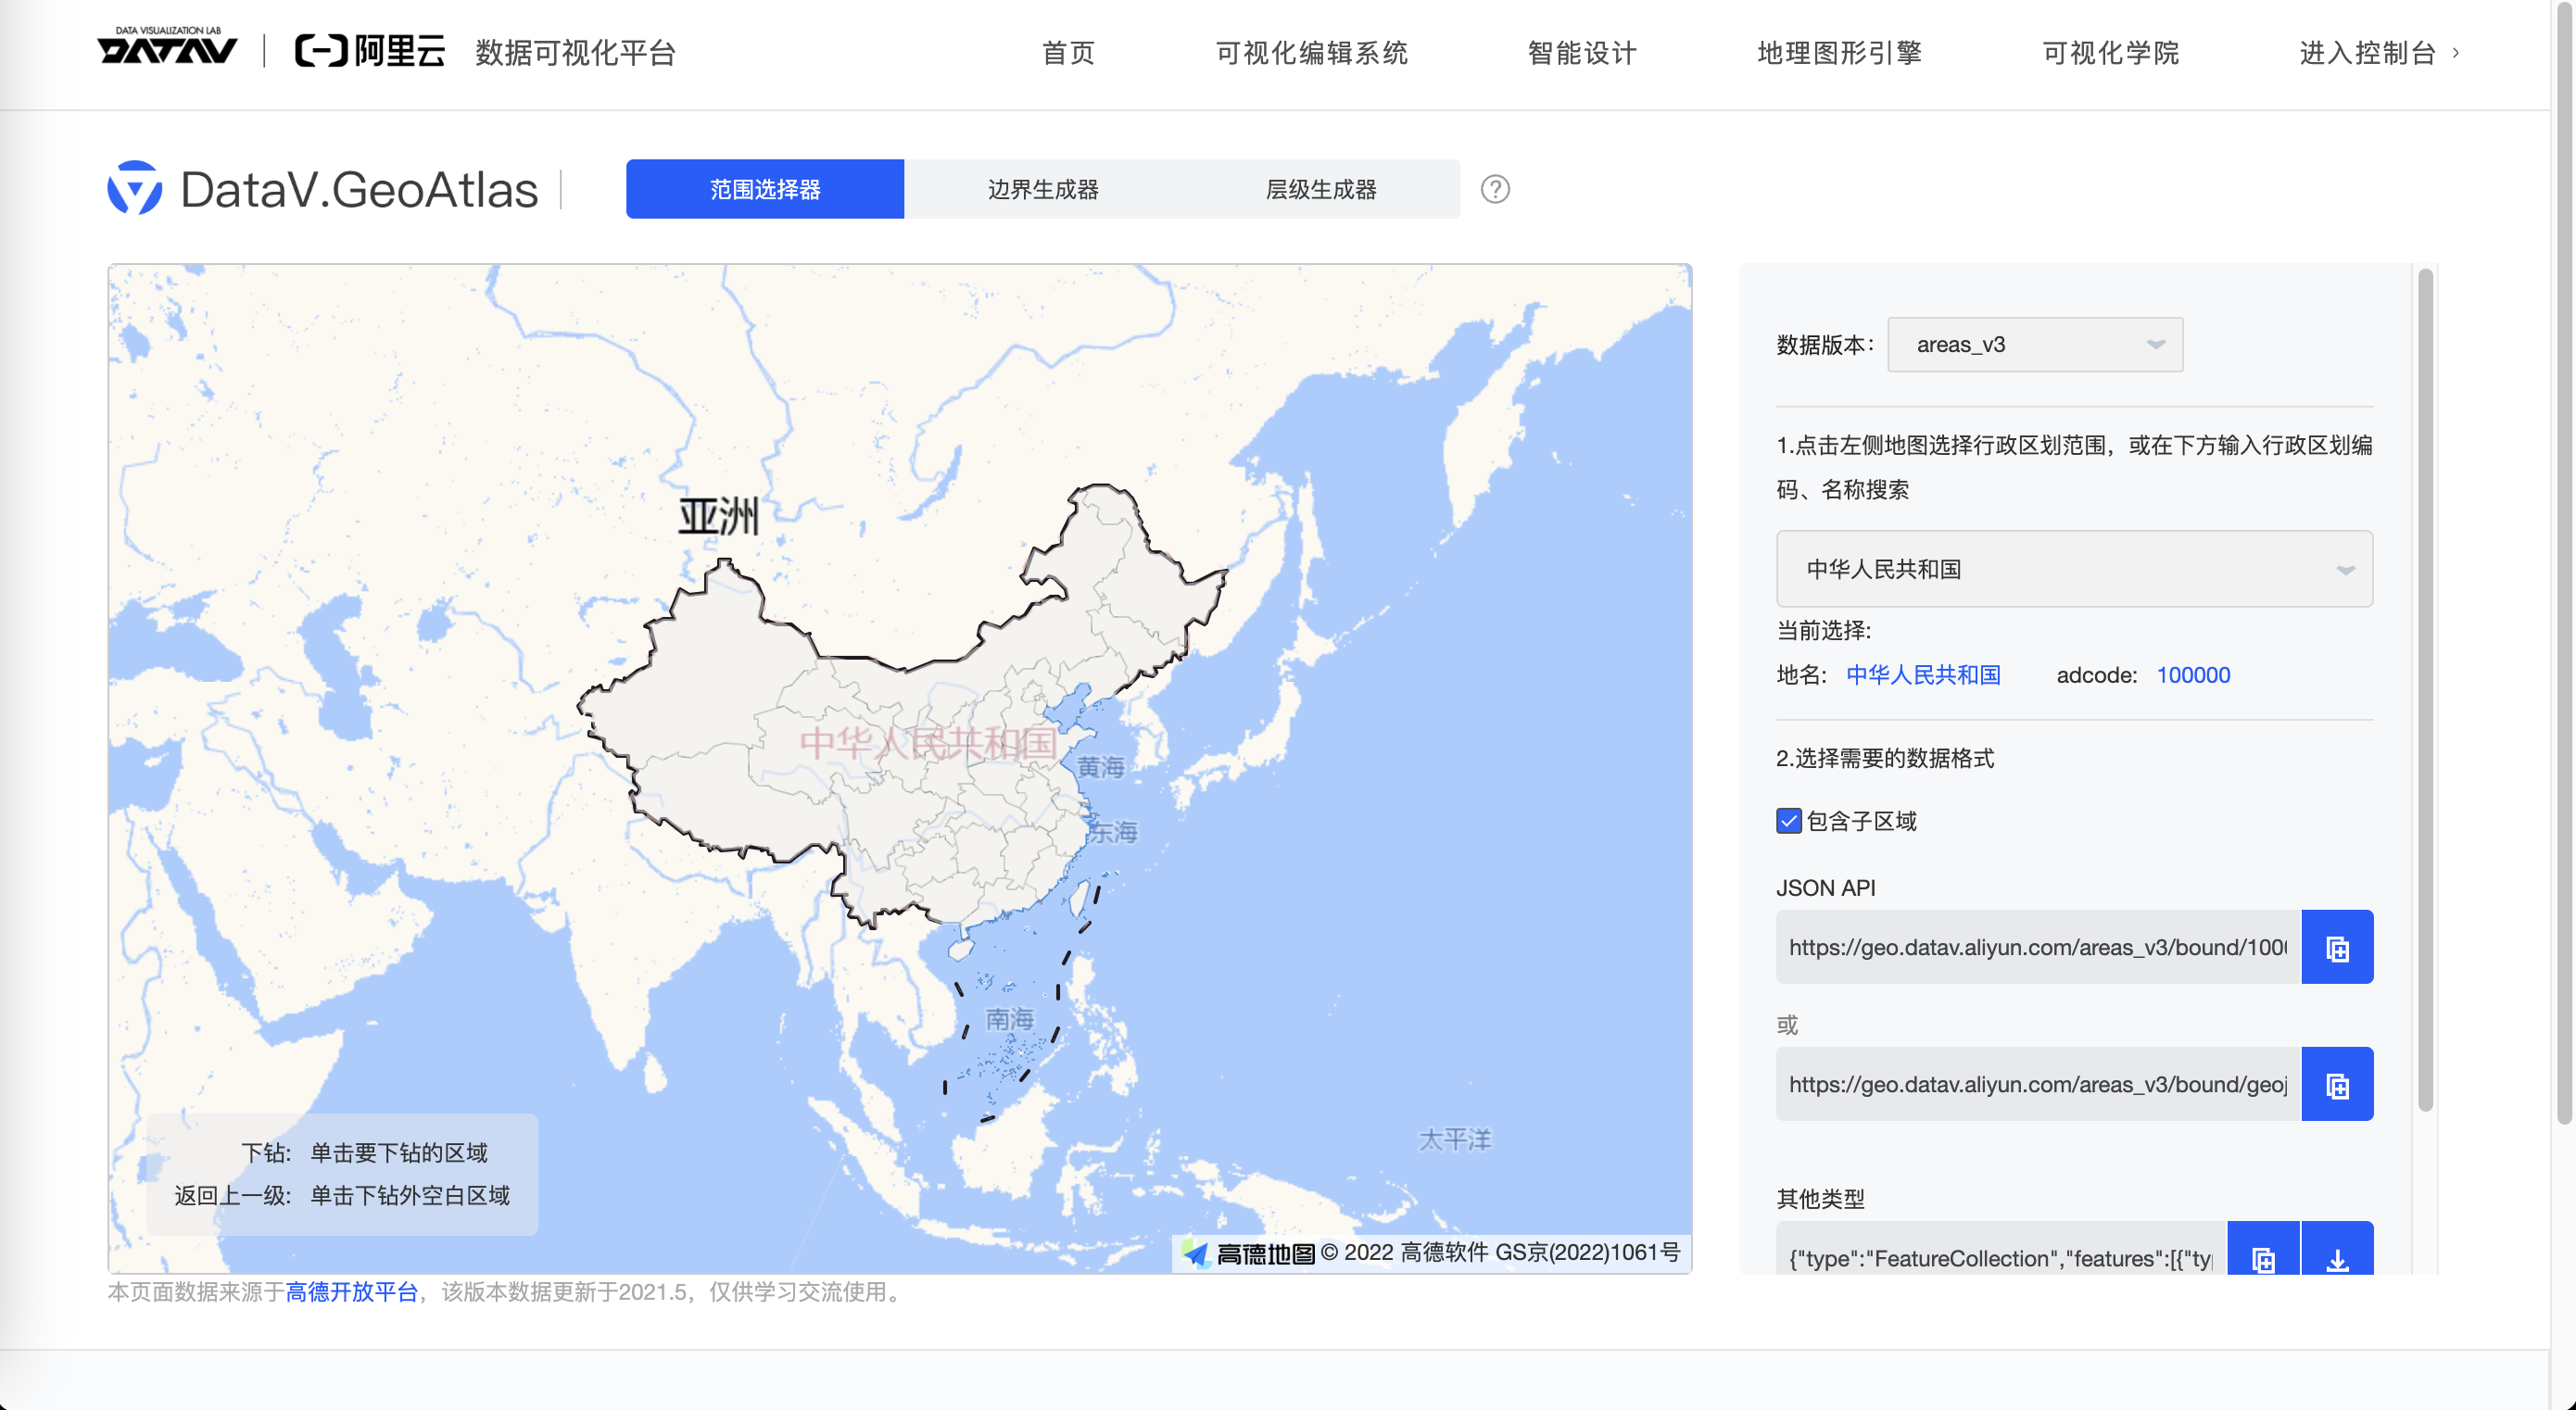 DATA VISUALIZATION LAB
DATAV
阿里云
数据可视化平台
首页
可视化编辑系统
智能设计
地理图形引擎
可视化学院
进入控制台
DataV.GeoAtlas
范围选择器
边界生成器
层级生成器
?
亚洲
中华人民共和国
黄海
东海
南海
太平洋
下钻: 单击要下钻的区域
返回上一级: 单击下钻外空白区域
高德地图 © 2022 高德软件 GS京(2022)1061号
本页面数据来源于高德开放平台，该版本数据更新于2021.5，仅供学习交流使用。
数据版本: areas_v3
1.点击左侧地图选择行政区划范围，或在下方输入行政区划编
码、名称搜索
中华人民共和国
当前选择:
地名: 中华人民共和国 adcode: 100000
2.选择需要的数据格式
包含子区域
JSON API
https://geo.datav.aliyun.com/areas_v3/bound/100
或
https://geo.datav.aliyun.com/areas_v3/bound/geoj
其他类型
{"type":"FeatureCollection","features":[{"ty